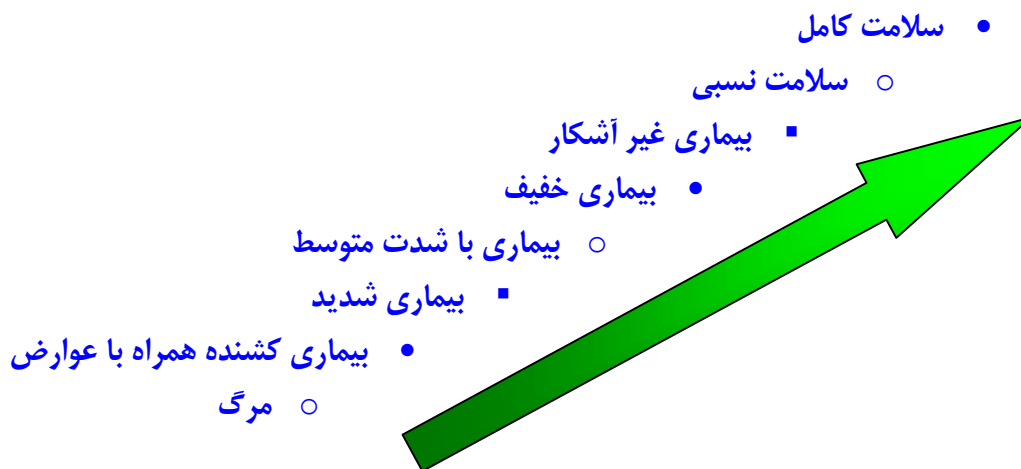 • سلامت کامل
○ سلامت نسبی
▪ بیماری غیر آشکار
• بیماری خفیف
○ بیماری با شدت متوسط
▪ بیماری شدید
• بیماری کشنده همراه با عوارض
○ مرگ